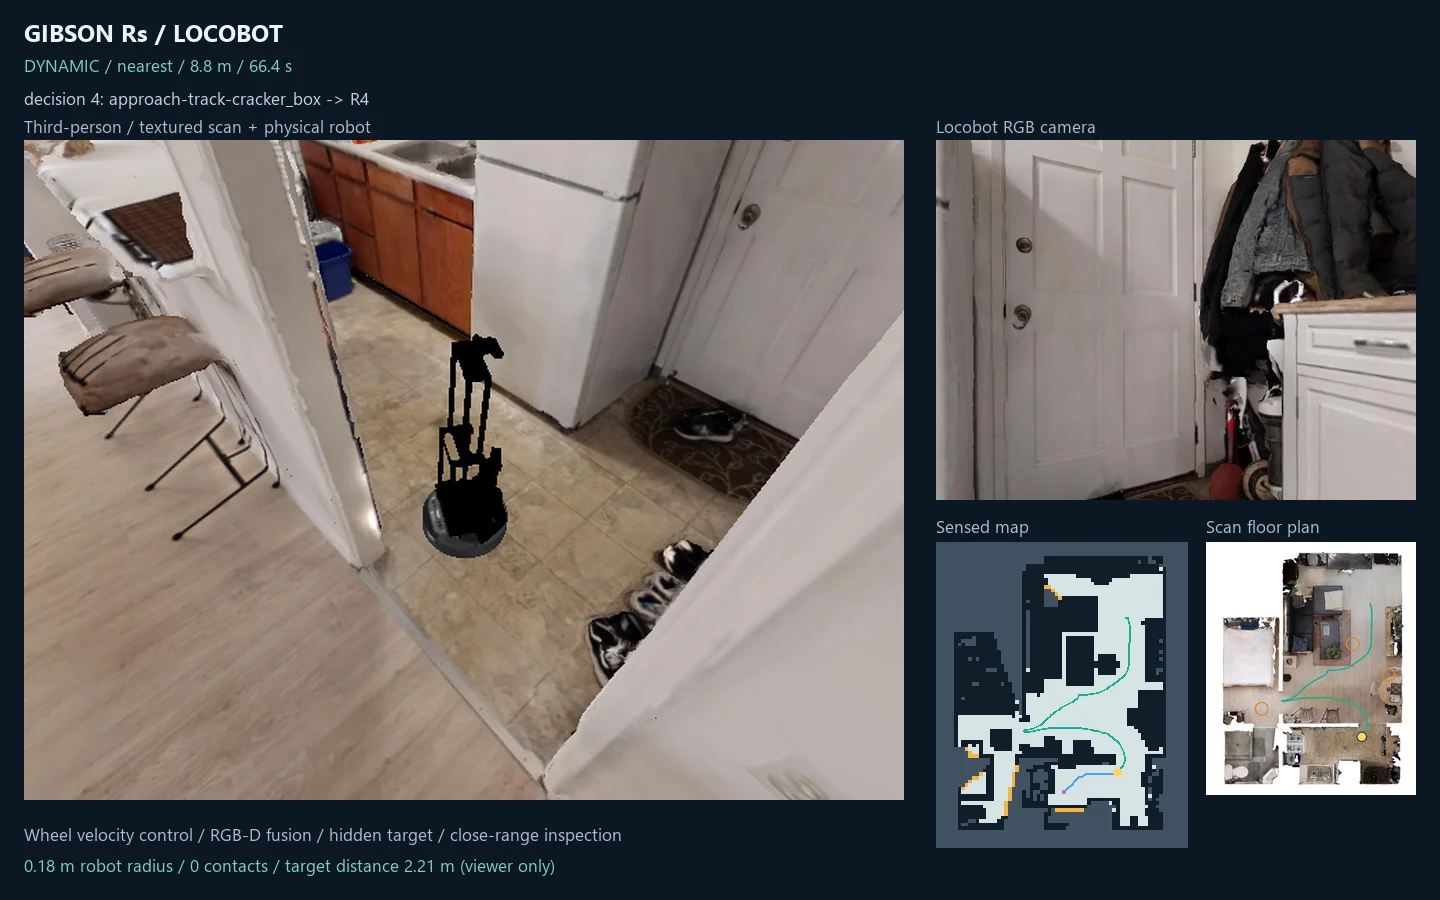 GIBSON Rs / LOCOBOT
DYNAMIC / nearest / 8.8 m / 66.4 s
decision 4: approach-track-cracker_box -> R4
Third-person / textured scan + physical robot
Locobot RGB camera
Sensed map
Scan floor plan
Wheel velocity control / RGB-D fusion / hidden target / close-range inspection
0.18 m robot radius / 0 contacts / target distance 2.21 m (viewer only)